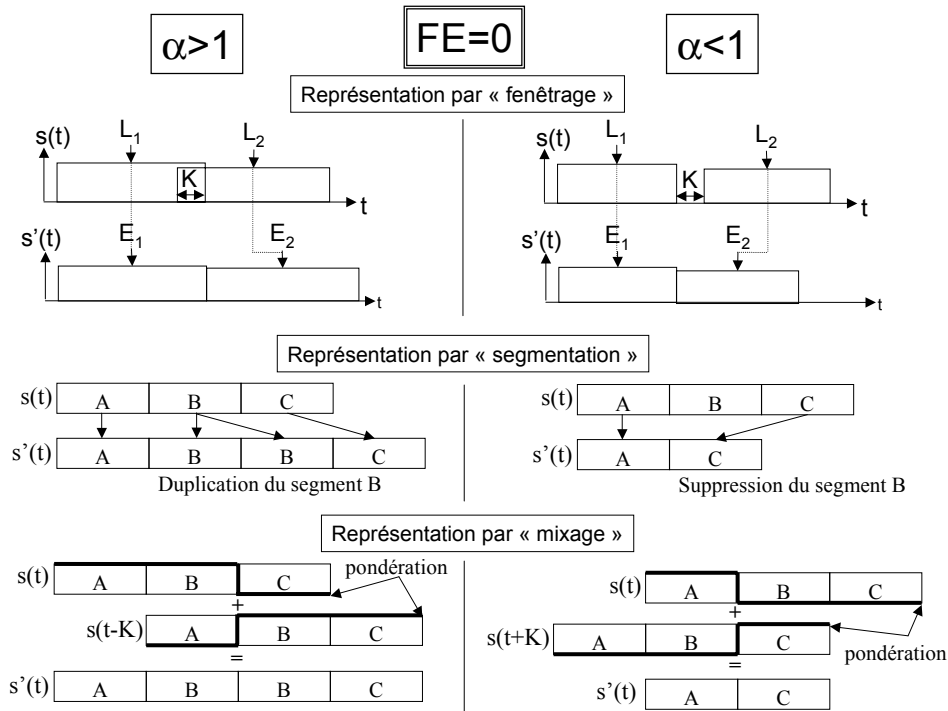 α>1 FE=0 α<1
Représentation par « fenêtrage »
L1 L2
s(t) K t
E1 E2
s'(t) t
L1 L2
s(t) K t
E1 E2
s'(t) t
Représentation par « segmentation »
s(t) A B C
s'(t) A B B C
Duplication du segment B
s(t) A B C
s'(t) A C
Suppression du segment B
Représentation par « mixage »
pondération
s(t) A B C
+
s(t-K) A B C
=
s'(t) A B B C
s(t) A B C
+
s(t+K) A B C
pondération
=
s'(t) A C